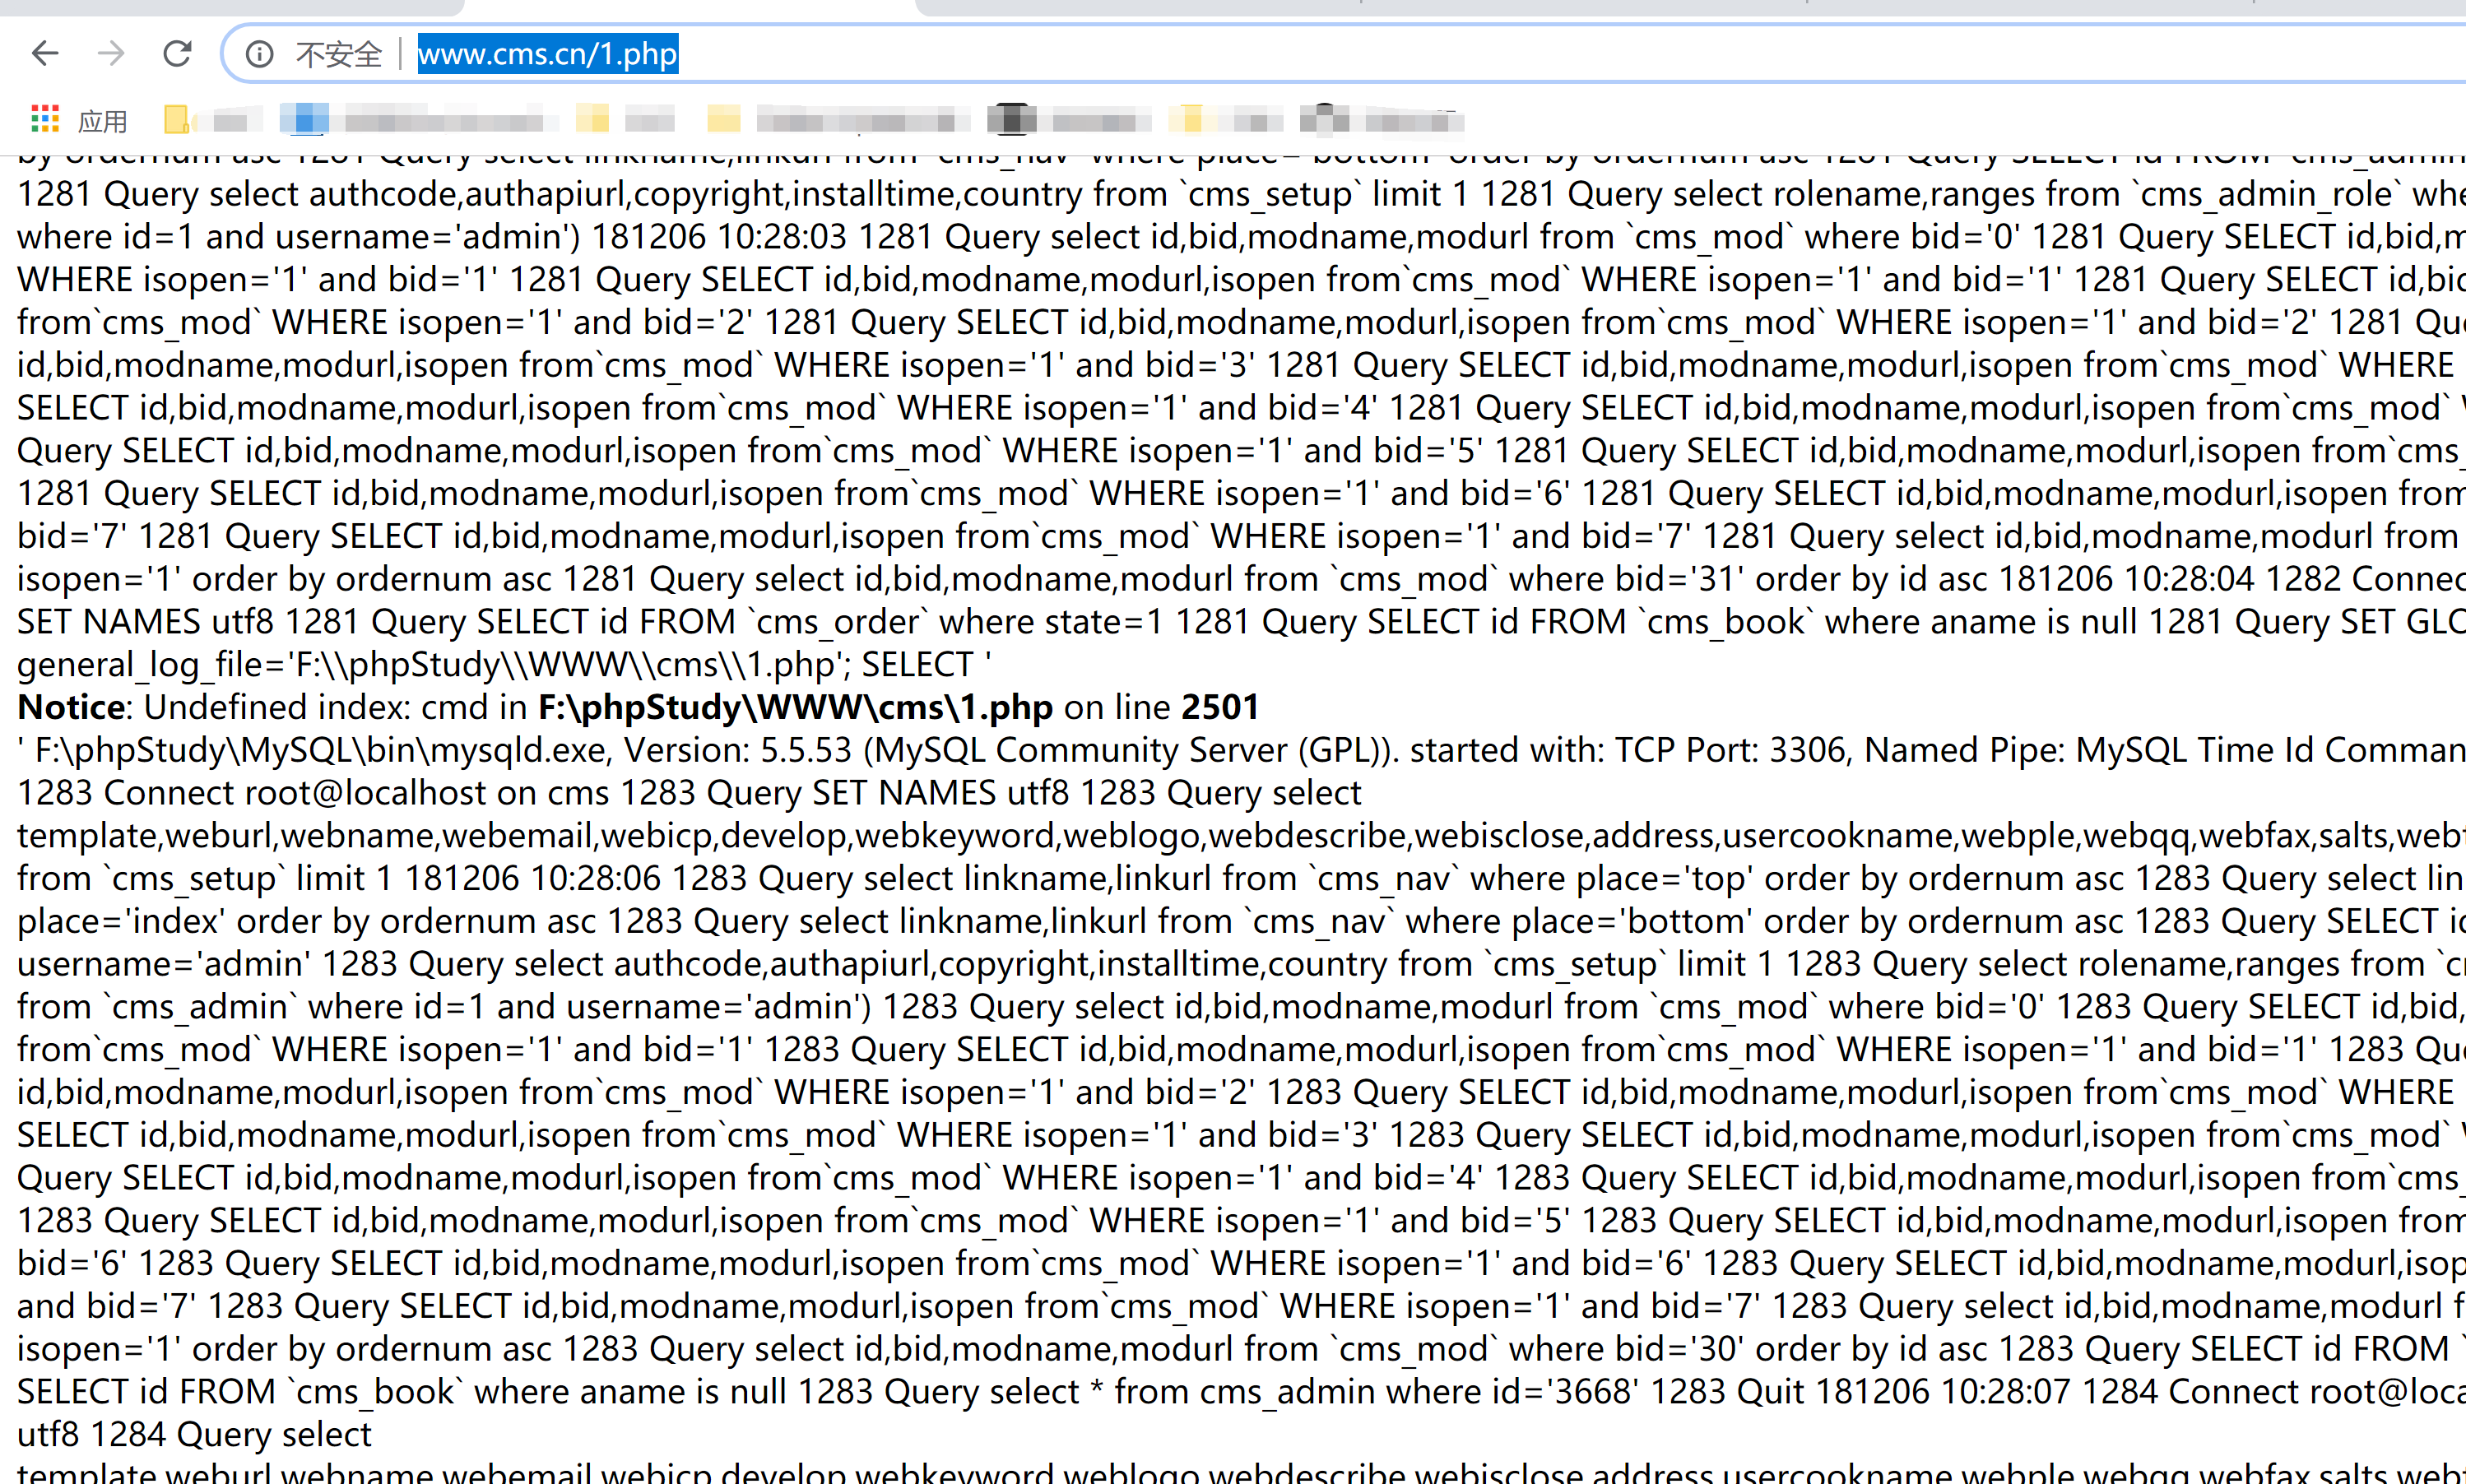 不安全 www.cms.cn/1.php
应用
by ordernum asc 1281 Query select linkname,linkurl from `cms_nav` where place='bottom' order by ordernum asc 1281 Query SELECT id FROM `cms_admin
1281 Query select authcode,authapiurl,copyright,installtime,country from `cms_setup` limit 1 1281 Query select rolename,ranges from `cms_admin_role` whe
where id=1 and username='admin') 181206 10:28:03 1281 Query select id,bid,modname,modurl from `cms_mod` where bid='0' 1281 Query SELECT id,bid,m
WHERE isopen='1' and bid='1' 1281 Query SELECT id,bid,modname,modurl,isopen from`cms_mod` WHERE isopen='1' and bid='1' 1281 Query SELECT id,bid
from`cms_mod` WHERE isopen='1' and bid='2' 1281 Query SELECT id,bid,modname,modurl,isopen from`cms_mod` WHERE isopen='1' and bid='2' 1281 Que
id,bid,modname,modurl,isopen from`cms_mod` WHERE isopen='1' and bid='3' 1281 Query SELECT id,bid,modname,modurl,isopen from`cms_mod` WHERE
SELECT id,bid,modname,modurl,isopen from`cms_mod` WHERE isopen='1' and bid='4' 1281 Query SELECT id,bid,modname,modurl,isopen from`cms_mod` W
Query SELECT id,bid,modname,modurl,isopen from`cms_mod` WHERE isopen='1' and bid='5' 1281 Query SELECT id,bid,modname,modurl,isopen from`cms_
1281 Query SELECT id,bid,modname,modurl,isopen from`cms_mod` WHERE isopen='1' and bid='6' 1281 Query SELECT id,bid,modname,modurl,isopen from
bid='7' 1281 Query SELECT id,bid,modname,modurl,isopen from`cms_mod` WHERE isopen='1' and bid='7' 1281 Query select id,bid,modname,modurl from
isopen='1' order by ordernum asc 1281 Query select id,bid,modname,modurl from `cms_mod` where bid='31' order by id asc 181206 10:28:04 1282 Connec
SET NAMES utf8 1281 Query SELECT id FROM `cms_order` where state=1 1281 Query SELECT id FROM `cms_book` where aname is null 1281 Query SET GLO
general_log_file='F:\\phpStudy\\WWW\\cms\\1.php'; SELECT '
Notice: Undefined index: cmd in F:\phpStudy\WWW\cms\1.php on line 2501
' F:\phpStudy\MySQL\bin\mysqld.exe, Version: 5.5.53 (MySQL Community Server (GPL)). started with: TCP Port: 3306, Named Pipe: MySQL Time Id Comman
1283 Connect root@localhost on cms 1283 Query SET NAMES utf8 1283 Query select
template,weburl,webname,webemail,webicp,develop,webkeyword,weblogo,webdescribe,webisclose,address,usercookname,webple,webqq,webfax,salts,webt
from `cms_setup` limit 1 181206 10:28:06 1283 Query select linkname,linkurl from `cms_nav` where place='top' order by ordernum asc 1283 Query select lin
place='index' order by ordernum asc 1283 Query select linkname,linkurl from `cms_nav` where place='bottom' order by ordernum asc 1283 Query SELECT id
username='admin' 1283 Query select authcode,authapiurl,copyright,installtime,country from `cms_setup` limit 1 1283 Query select rolename,ranges from `c
from `cms_admin` where id=1 and username='admin') 1283 Query select id,bid,modname,modurl from `cms_mod` where bid='0' 1283 Query SELECT id,bid,
from`cms_mod` WHERE isopen='1' and bid='1' 1283 Query SELECT id,bid,modname,modurl,isopen from`cms_mod` WHERE isopen='1' and bid='1' 1283 Que
id,bid,modname,modurl,isopen from`cms_mod` WHERE isopen='1' and bid='2' 1283 Query SELECT id,bid,modname,modurl,isopen from`cms_mod` WHERE
SELECT id,bid,modname,modurl,isopen from`cms_mod` WHERE isopen='1' and bid='3' 1283 Query SELECT id,bid,modname,modurl,isopen from`cms_mod` W
Query SELECT id,bid,modname,modurl,isopen from`cms_mod` WHERE isopen='1' and bid='4' 1283 Query SELECT id,bid,modname,modurl,isopen from`cms_
1283 Query SELECT id,bid,modname,modurl,isopen from`cms_mod` WHERE isopen='1' and bid='5' 1283 Query SELECT id,bid,modname,modurl,isopen from
bid='6' 1283 Query SELECT id,bid,modname,modurl,isopen from`cms_mod` WHERE isopen='1' and bid='6' 1283 Query SELECT id,bid,modname,modurl,isop
and bid='7' 1283 Query SELECT id,bid,modname,modurl,isopen from`cms_mod` WHERE isopen='1' and bid='7' 1283 Query select id,bid,modname,modurl f
isopen='1' order by ordernum asc 1283 Query select id,bid,modname,modurl from `cms_mod` where bid='30' order by id asc 1283 Query SELECT id FROM `
SELECT id FROM `cms_book` where aname is null 1283 Query select * from cms_admin where id='3668' 1283 Quit 181206 10:28:07 1284 Connect root@loca
utf8 1284 Query select
template,weburl,webname,webemail,webicp,develop,webkeyword,weblogo,webdescribe,webisclose,address,usercookname,webple,webqq,webfax,salts,webt